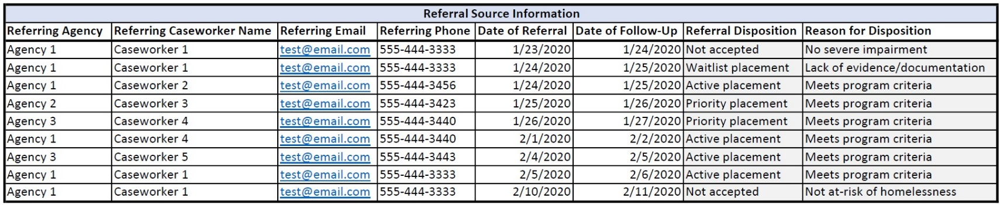 Referral Source Information
Referring Agency Referring Caseworker Name Referring Email Referring Phone Date of Referral Date of Follow-Up Referral Disposition Reason for Disposition
Agency 1 Caseworker 1 test@email.com 555-444-3333 1/23/2020 1/24/2020 Not accepted No severe impairment
Agency 1 Caseworker 1 test@email.com 555-444-3333 1/24/2020 1/25/2020 Waitlist placement Lack of evidence/documentation
Agency 1 Caseworker 2 test@email.com 555-444-3456 1/24/2020 1/25/2020 Active placement Meets program criteria
Agency 2 Caseworker 3 test@email.com 555-444-3423 1/25/2020 1/26/2020 Priority placement Meets program criteria
Agency 3 Caseworker 4 test@email.com 555-444-3440 1/26/2020 1/27/2020 Priority placement Meets program criteria
Agency 1 Caseworker 4 test@email.com 555-444-3440 2/1/2020 2/2/2020 Active placement Meets program criteria
Agency 3 Caseworker 5 test@email.com 555-444-3443 2/4/2020 2/5/2020 Active placement Meets program criteria
Agency 1 Caseworker 1 test@email.com 555-444-3333 2/5/2020 2/6/2020 Active placement Meets program criteria
Agency 1 Caseworker 1 test@email.com 555-444-3333 2/10/2020 2/11/2020 Not accepted Not at-risk of homelessness